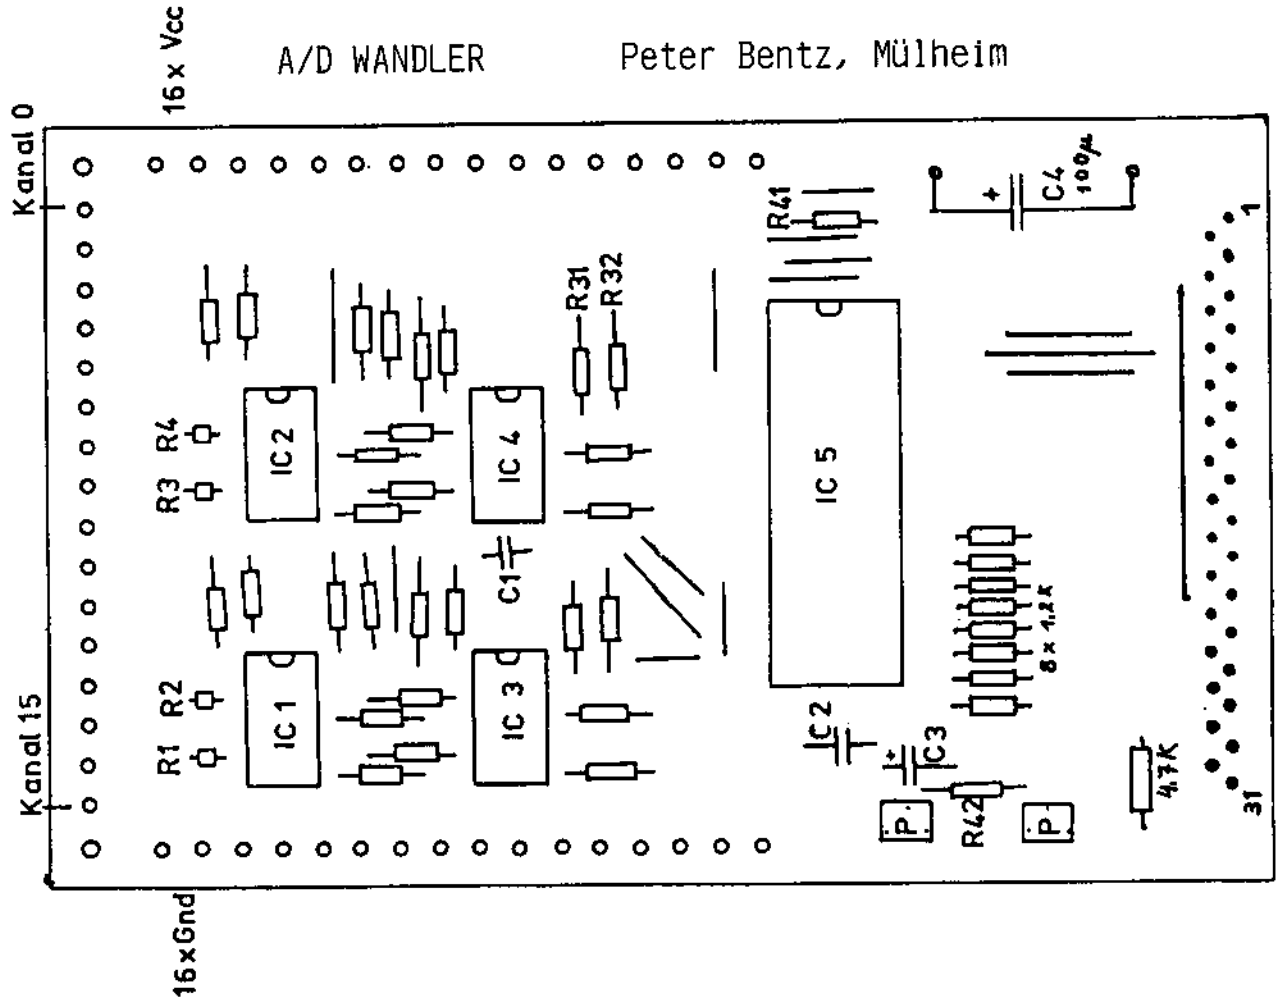 A/D WANDLER Peter Bentz, Mülheim
16x Vcc
Kanal 0
R41
C4
100µ
1
R31
R32
R4
R3
IC 2
IC 4
IC 5
C1
8 x 1,2K
R2
R1
IC 1
IC 3
C2
C3
Kanal 15
P
R42
P
4.7K
31
16xGnd